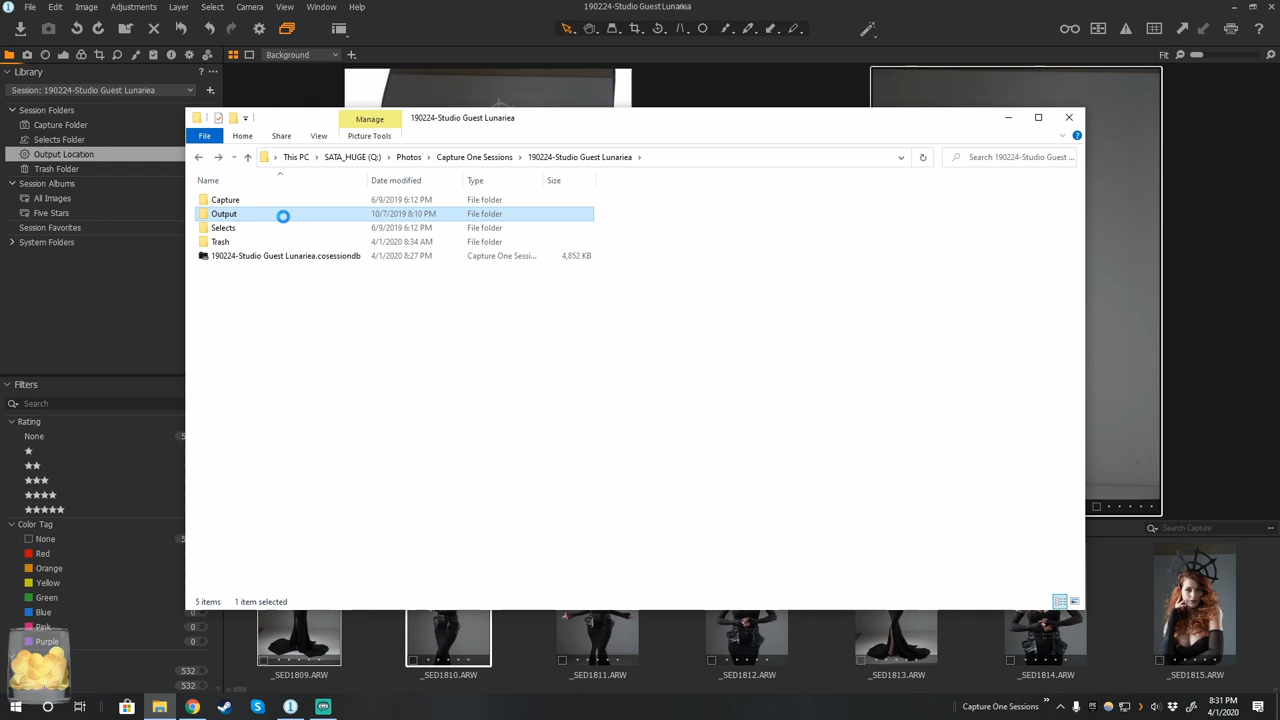 File Edit View Adjustments Layer Select Camera View Window Help
190224-Studio Guest Lunariea
Background
Fit
Library
Session: 190224-Studio Guest Lunariea
Session Folders
Capture Folder
Selects Folder
Output Location
Trash Folder
Session Albums
All Images
Five Stars
Session Favorites
System Folders
Filters
Search
Rating
None 5
Color Tag
None 5
Red
Orange
Yellow
Green
Blue 0
Pink 0
Purple 0
532
532
Manage
190224-Studio Guest Lunariea
File Home Share View Picture Tools
This PC > SATA_HUGE (Q:) > Photos > Capture One Sessions > 190224-Studio Guest Lunariea >
Search 190224-Studio Guest ...
Name Date modified Type Size
Capture 6/9/2019 6:12 PM File folder
Output 10/7/2019 8:10 PM File folder
Selects 6/9/2019 6:12 PM File folder
Trash 4/1/2020 8:34 AM File folder
190224-Studio Guest Lunariea.cosessiondb 4/1/2020 8:27 PM Capture One Sessi... 4,852 KB
5 items 1 item selected
Search Capture
_SED1809.ARW
_SED1810.ARW
_SED1811.ARW
_SED1812.ARW
_SED1813.ARW
_SED1814.ARW
_SED1815.ARW
Capture One Sessions
8:31 PM
4/1/2020